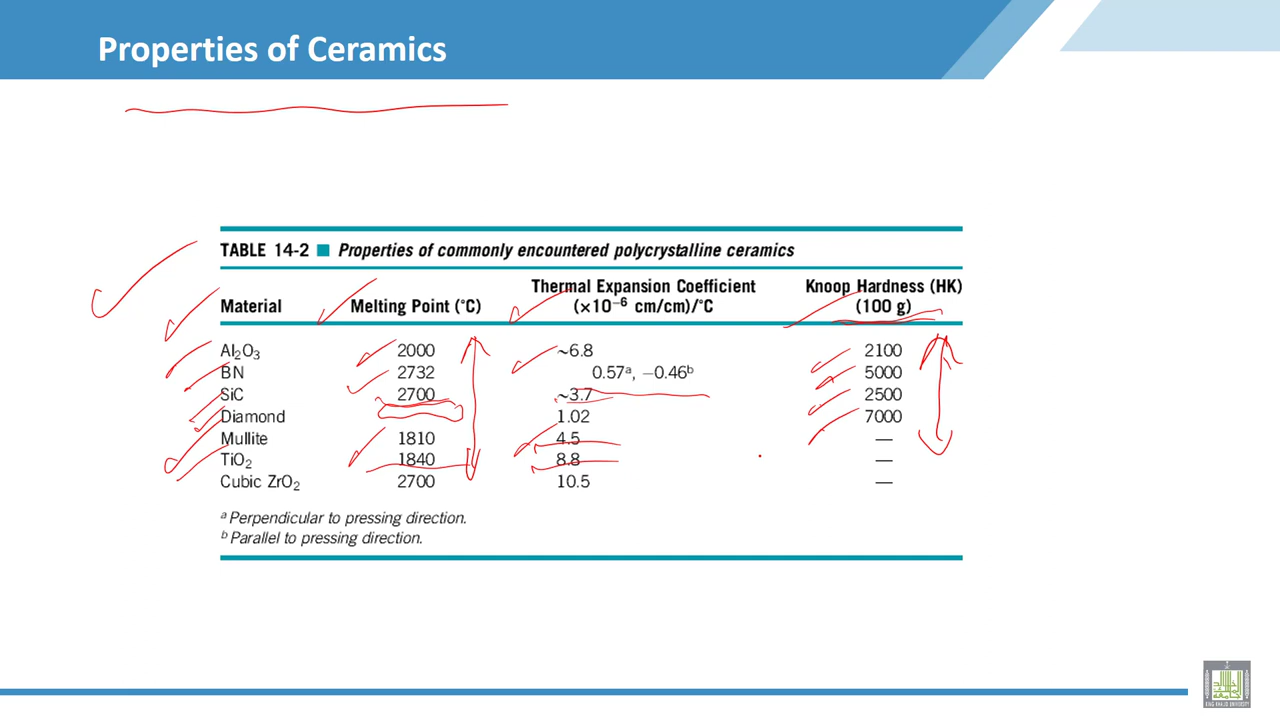 Properties of Ceramics
TABLE 14-2 ■ Properties of commonly encountered polycrystalline ceramics
Material Melting Point (°C) Thermal Expansion Coefficient (×10⁻⁶ cm/cm)/°C Knoop Hardness (HK) (100 g)
Al₂O₃ 2000 ~6.8 2100
BN 2732 0.57ᵃ, −0.46ᵇ 5000
SiC 2700 ~3.7 2500
Diamond 1.02 7000
Mullite 1810 4.5 —
TiO₂ 1840 8.8 —
Cubic ZrO₂ 2700 10.5 —
ᵃ Perpendicular to pressing direction.
ᵇ Parallel to pressing direction.
KING KHALID UNIVERSITY